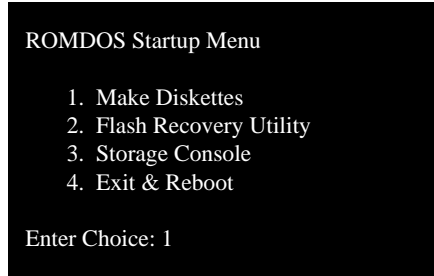 ROMDOS Startup Menu
1. Make Diskettes
2. Flash Recovery Utility
3. Storage Console
4. Exit & Reboot
Enter Choice: 1